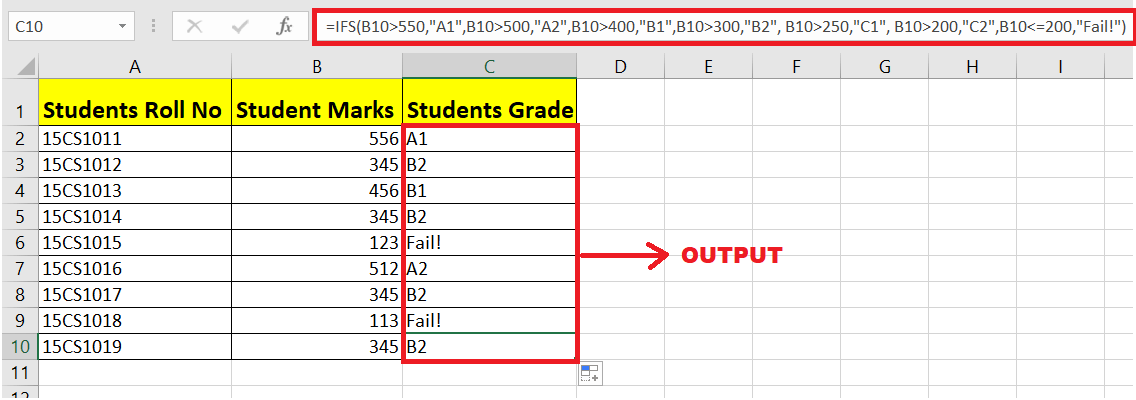 C10 fx =IFS(B10>550,"A1",B10>500,"A2",B10>400,"B1",B10>300,"B2", B10>250,"C1", B10>200,"C2",B10<=200,"Fail!")
A B C D E F G H I
1 Students Roll No Student Marks Students Grade
2 15CS1011 556 A1
3 15CS1012 345 B2
4 15CS1013 456 B1
5 15CS1014 345 B2
6 15CS1015 123 Fail!
7 15CS1016 512 A2
8 15CS1017 345 B2
9 15CS1018 113 Fail!
10 15CS1019 345 B2
OUTPUT
11